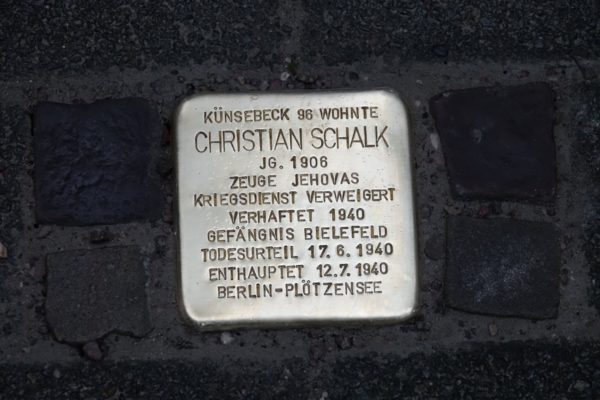 KÜNSEBECK 96 WOHNTE
CHRISTIAN SCHALK
JG. 1906
ZEUGE JEHOVAS
KRIEGSDIENST VERWEIGERT
VERHAFTET 1940
GEFÄNGNIS BIELEFELD
TODESURTEIL 17.6.1940
ENTHAUPTET 12.7.1940
BERLIN-PLÖTZENSEE